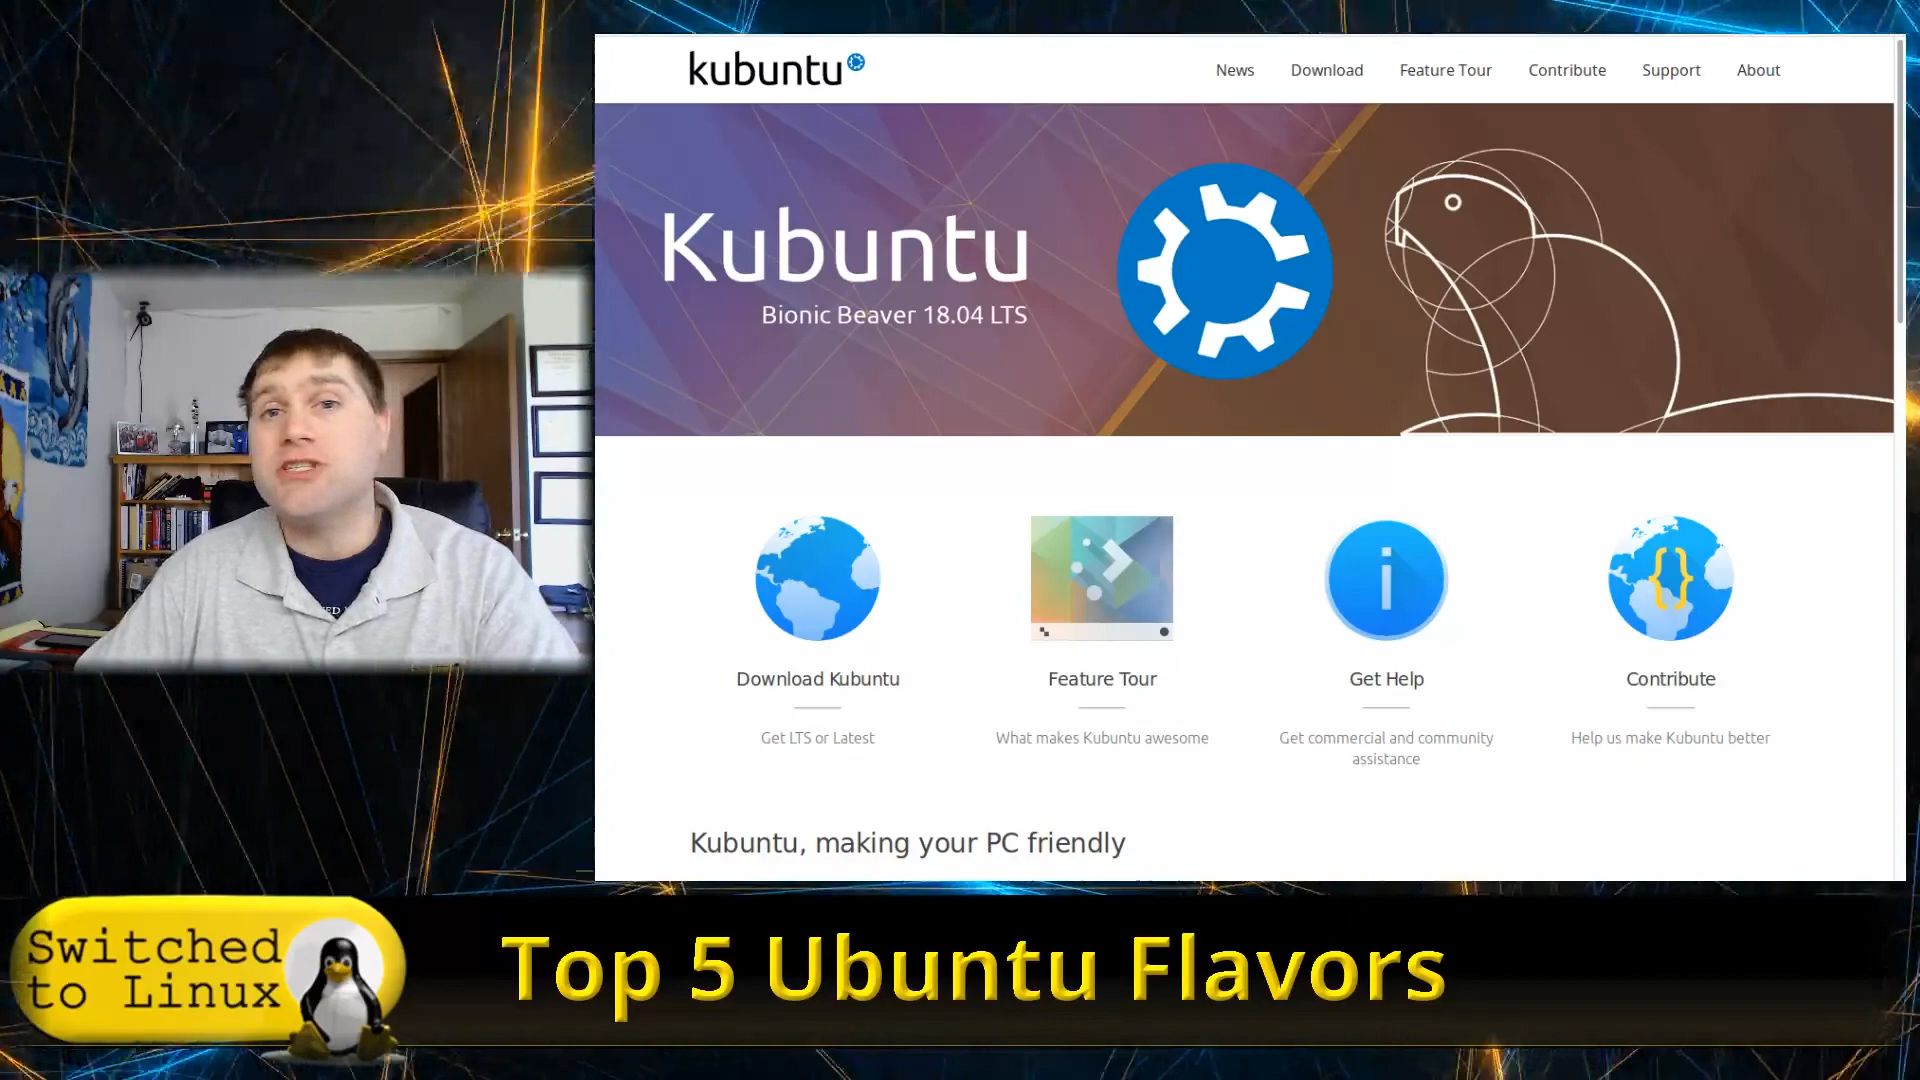 kubuntu
News Download Feature Tour Contribute Support About
Kubuntu
Bionic Beaver 18.04 LTS
Download Kubuntu
Get LTS or Latest
Feature Tour
What makes Kubuntu awesome
Get Help
Get commercial and community
assistance
Contribute
Help us make Kubuntu better
Kubuntu, making your PC friendly
Switched
to Linux
Top 5 Ubuntu Flavors